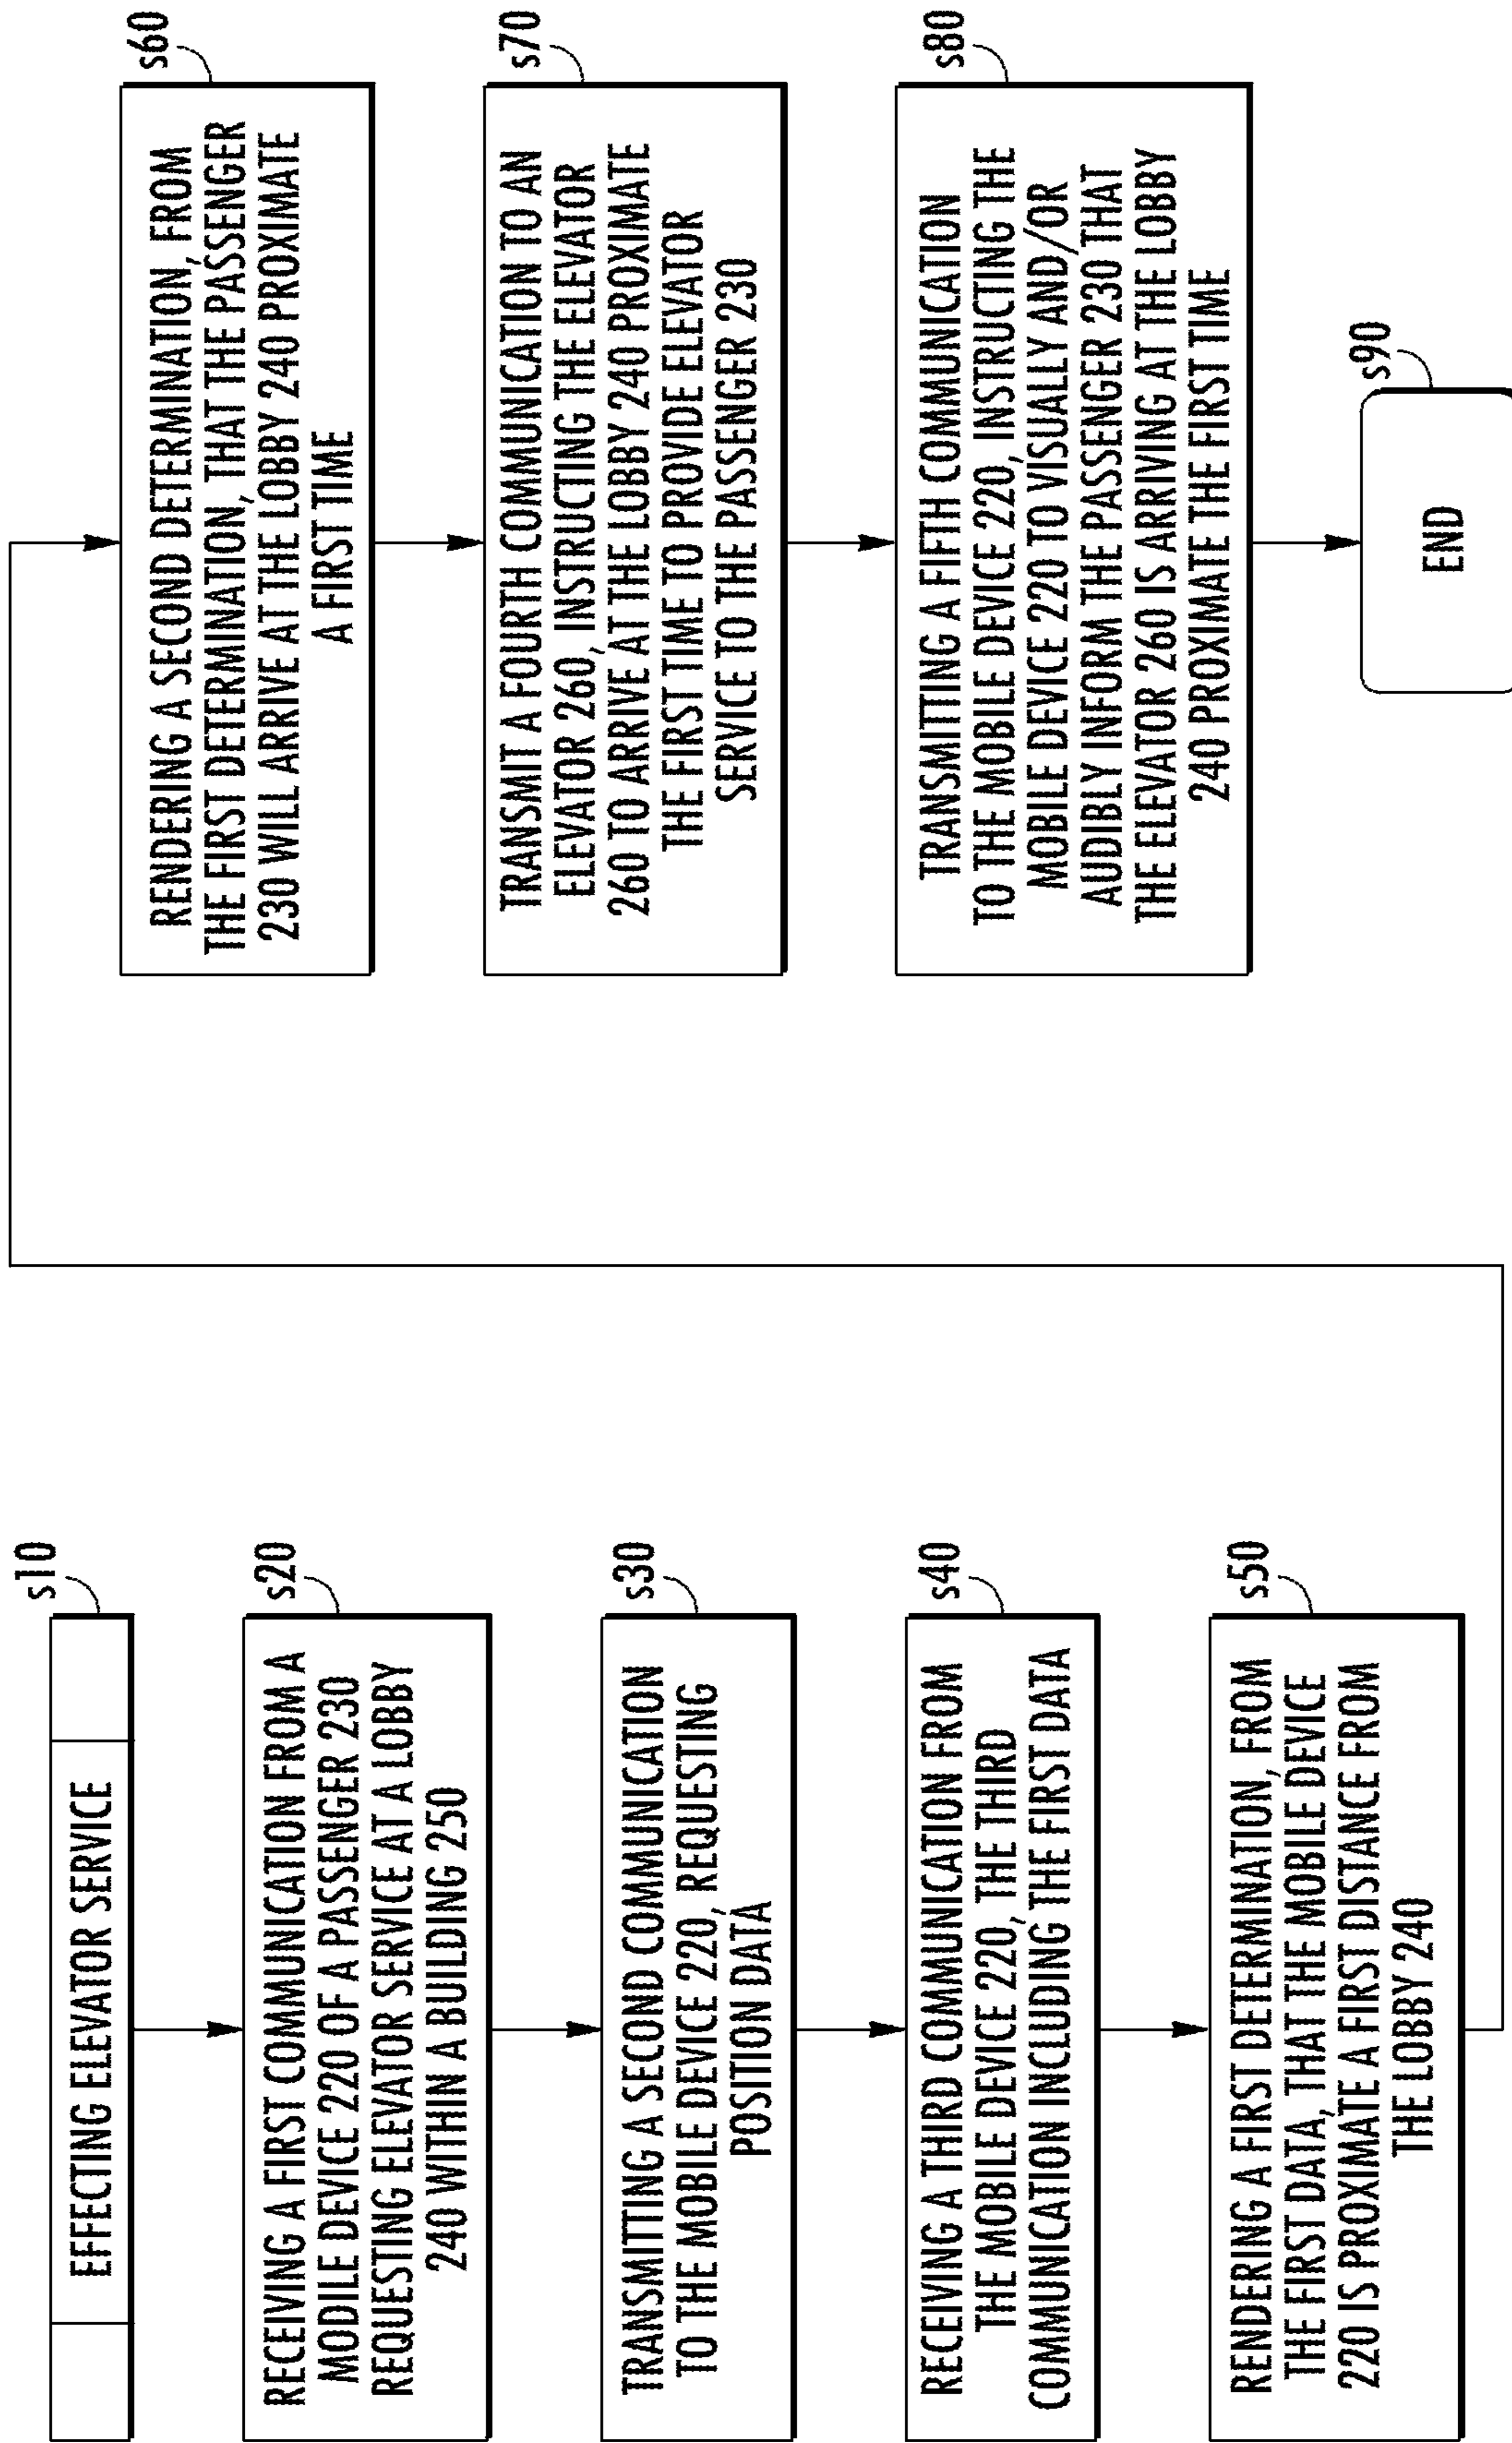 s10
EFFECTING ELEVATOR SERVICE
s20
RECEIVING A FIRST COMMUNICATION FROM A
MODILE DEVICE 220 OF A PASSENGER 230
REQUESTING ELEVATOR SERVICE AT A LOBBY
240 WITHIN A BUILDING 250
s30
TRANSMITTING A SECOND COMMUNICATION
TO THE MOBILE DEVICE 220, REQUESTING
POSITION DATA
s40
RECEIVING A THIRD COMMUNICATION FROM
THE MOBILE DEVICE 220, THE THIRD
COMMUNICATION INCLUDING THE FIRST DATA
s50
RENDERING A FIRST DETERMINATION, FROM
THE FIRST DATA, THAT THE MOBILE DEVICE
220 IS PROXIMATE A FIRST DISTANCE FROM
THE LOBBY 240
s60
RENDERING A SECOND DETERMINATION, FROM
THE FIRST DETERMINATION, THAT THE PASSENGER
230 WILL ARRIVE AT THE LOBBY 240 PROXIMATE
A FIRST TIME
s70
TRANSMIT A FOURTH COMMUNICATION TO AN
ELEVATOR 260, INSTRUCTING THE ELEVATOR
260 TO ARRIVE AT THE LOBBY 240 PROXIMATE
THE FIRST TIME TO PROVIDE ELEVATOR
SERVICE TO THE PASSENGER 230
s80
TRANSMITTING A FIFTH COMMUNICATION
TO THE MOBILE DEVICE 220, INSTRUCTING THE
MOBILE DEVICE 220 TO VISUALLY AND/OR
AUDIBLY INFORM THE PASSENGER 230 THAT
THE ELEVATOR 260 IS ARRIVING AT THE LOBBY
240 PROXIMATE THE FIRST TIME
s90
END